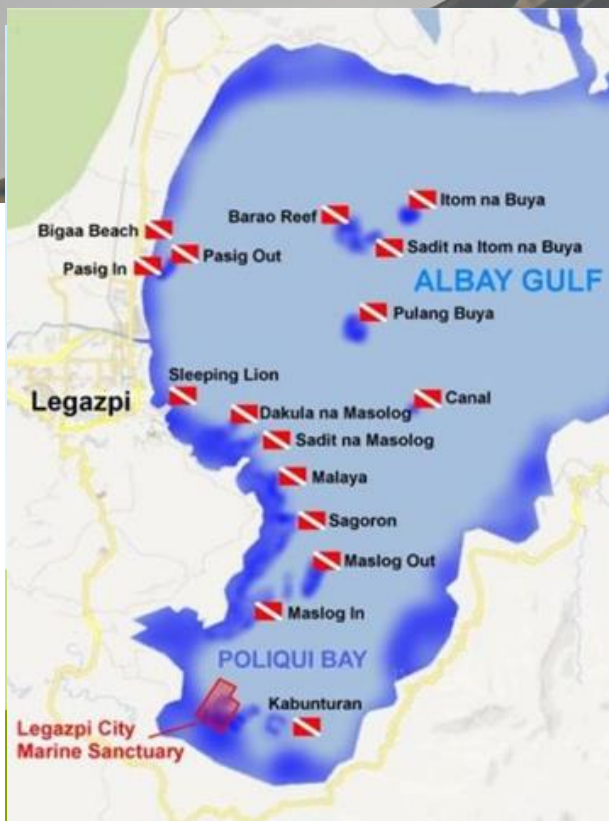 Itom na Buya
Barao Reef
Bigaa Beach
Sadit na Itom na Buya
Pasig Out
Pasig In
ALBAY GULF
Pulang Buya
Sleeping Lion
Legazpi
Canal
Dakula na Masolog
Sadit na Masolog
Malaya
Sagoron
Maslog Out
Maslog In
POLIQUI BAY
Kabunturan
Legazpi City
Marine Sanctuary